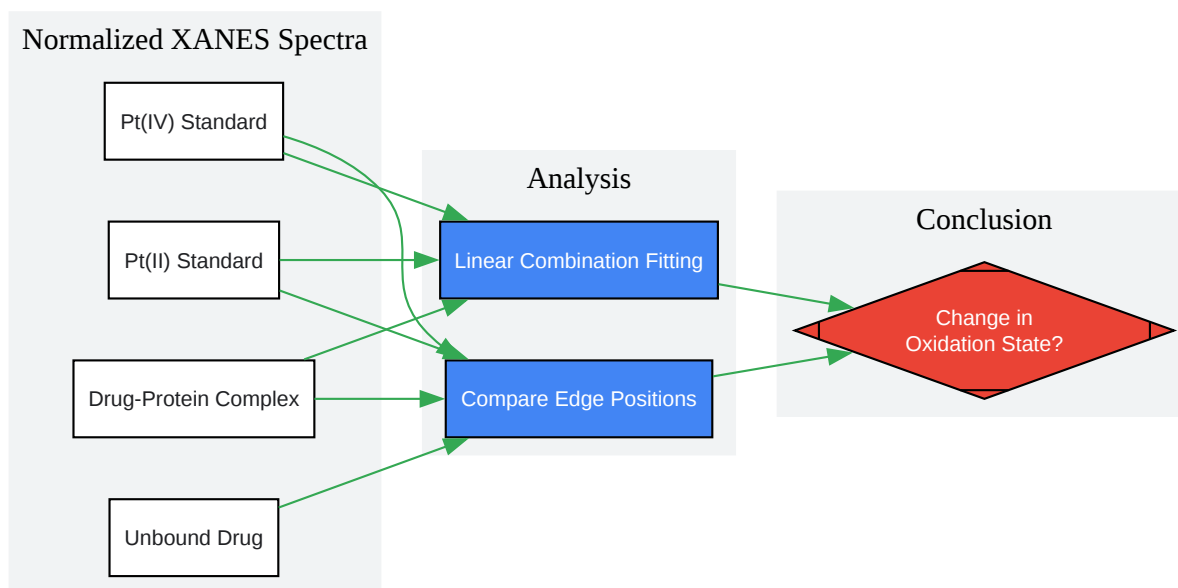 Normalized XANES Spectra
Pt(IV) Standard
Pt(II) Standard
Drug-Protein Complex
Unbound Drug
Analysis
Linear Combination Fitting
Compare Edge Positions
Conclusion
Change in
Oxidation State?